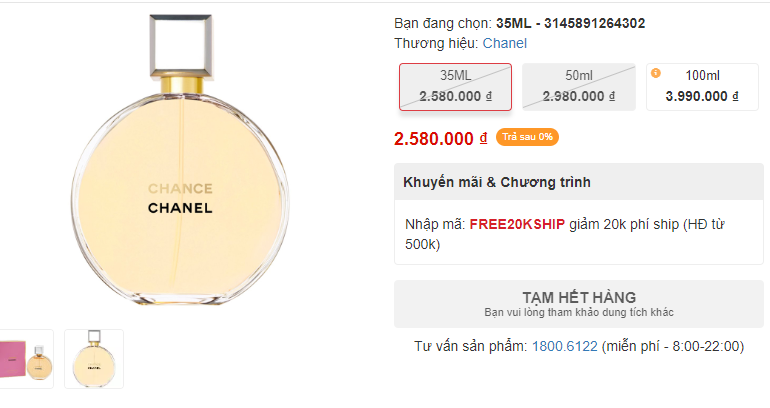 Bạn đang chọn: 35ML - 3145891264302
Thương hiệu: Chanel
35ML
2.580.000 ₫
50ml
2.980.000 ₫
100ml
3.990.000 ₫
2.580.000 ₫ Trả sau 0%
CHANCE
CHANEL
Khuyến mãi & Chương trình
Nhập mã: FREE20KSHIP giảm 20k phí ship (HĐ từ
500k)
TẠM HẾT HÀNG
Bạn vui lòng tham khảo dung tích khác
Tư vấn sản phẩm: 1800.6122 (miễn phí - 8:00-22:00)